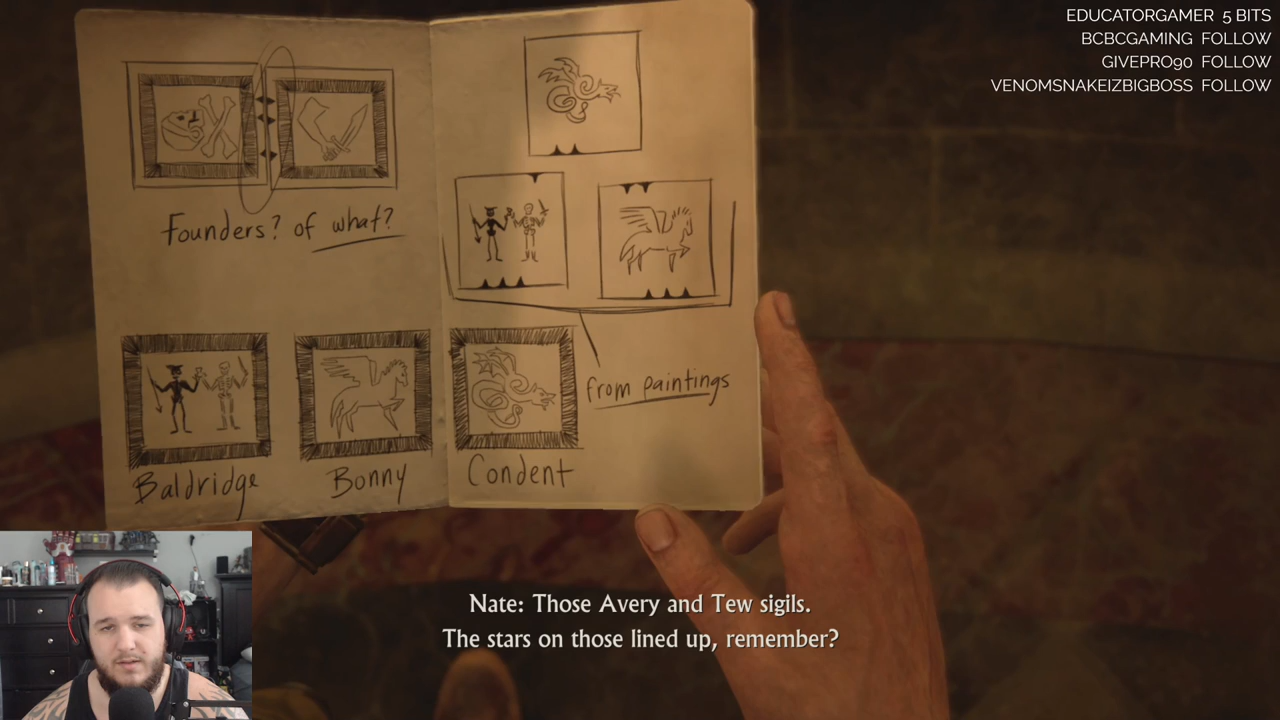 EDUCATORGAMER 5 BITS
BCBCGAMING FOLLOW
GIVEPRO90 FOLLOW
VENOMSNAKEIZBIGBOSS FOLLOW
Founders? of what?
Baldridge
Bonny
Condent
from paintings
Nate: Those Avery and Tew sigils.
The stars on those lined up, remember?